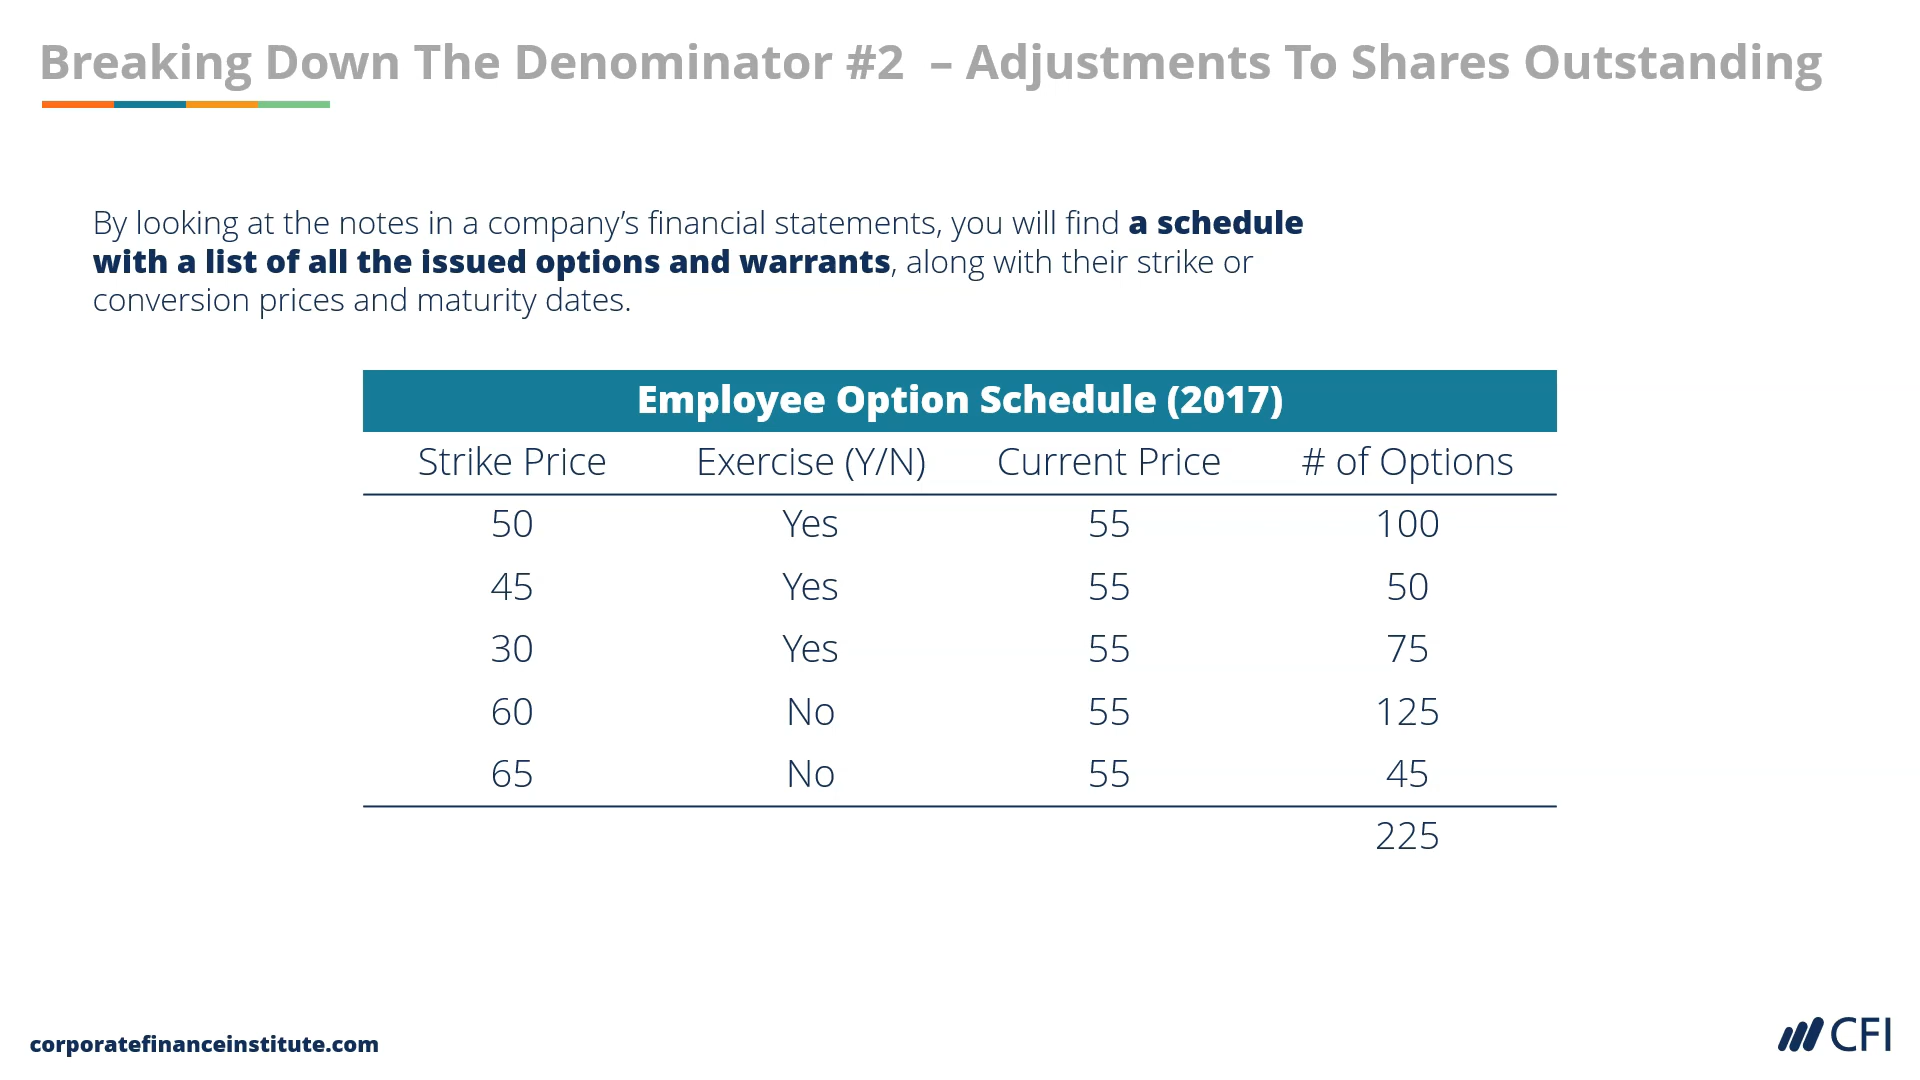 Breaking Down The Denominator #2 – Adjustments To Shares Outstanding
By looking at the notes in a company’s financial statements, you will find a schedule
with a list of all the issued options and warrants, along with their strike or
conversion prices and maturity dates.
Employee Option Schedule (2017)
Strike Price Exercise (Y/N) Current Price # of Options
50 Yes 55 100
45 Yes 55 50
30 Yes 55 75
60 No 55 125
65 No 55 45
225
corporatefinanceinstitute.com
CFI